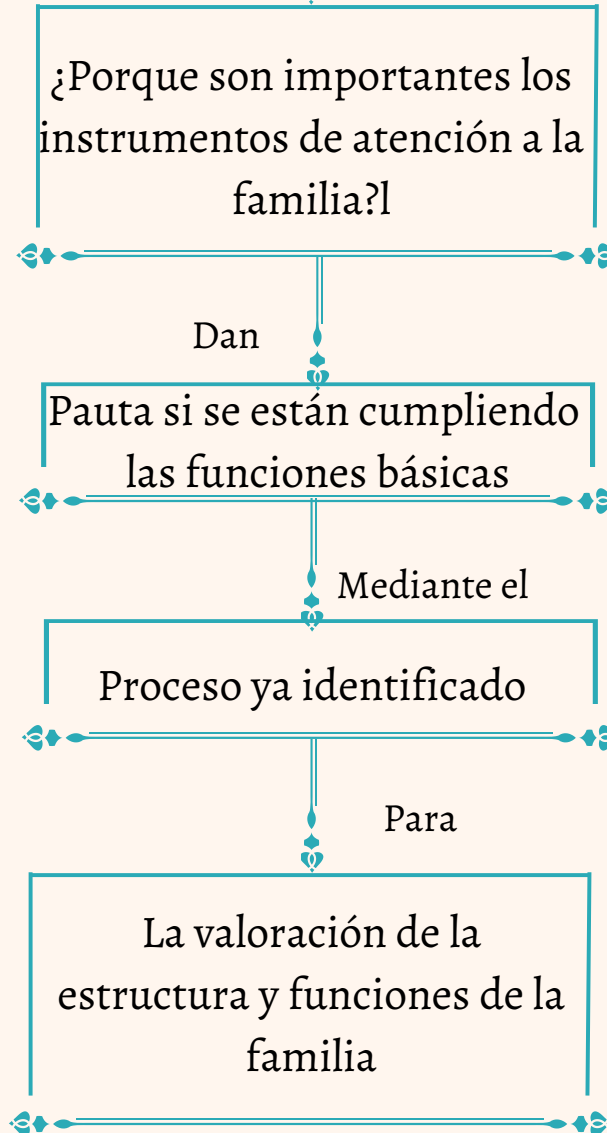 ¿Porque son importantes los
instrumentos de atención a la
familia?l
Dan
Pauta si se están cumpliendo
las funciones básicas
Mediante el
Proceso ya identificado
Para
La valoración de la
estructura y funciones de la
familia